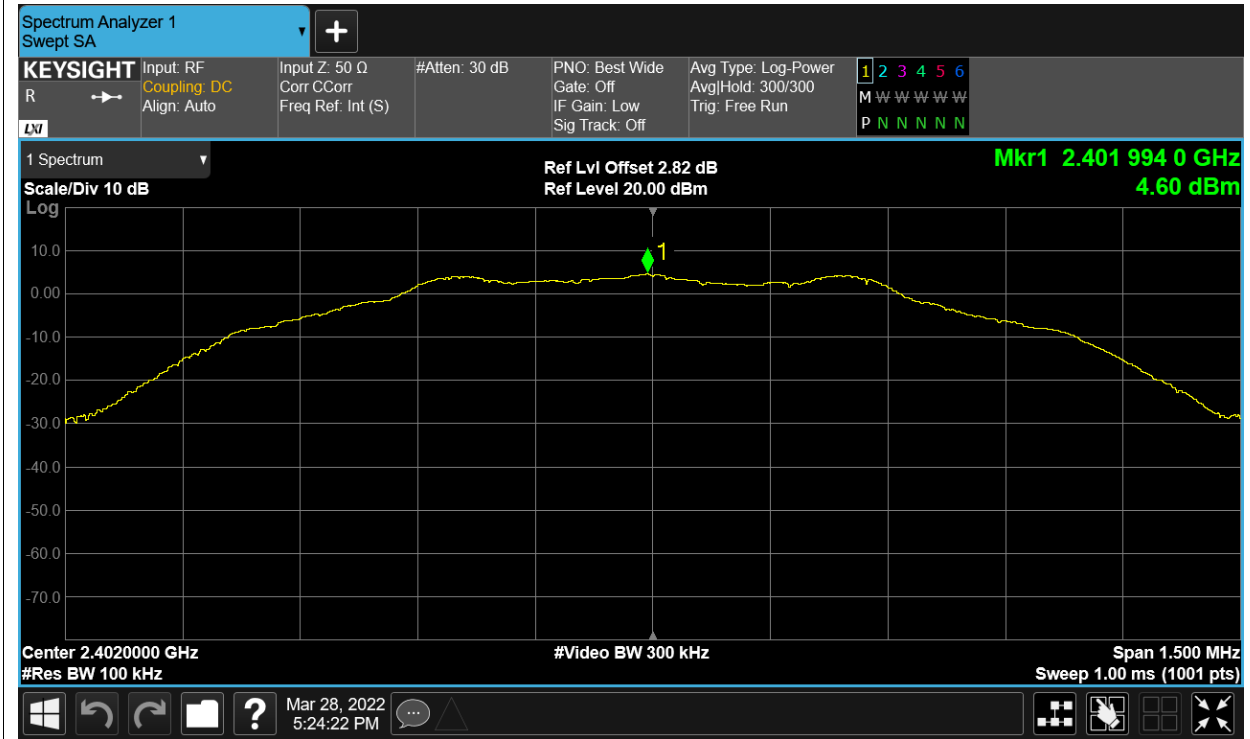 Spectrum Analyzer 1
Swept SA
KEYSIGHT
R
LXI
Input: RF
Coupling: DC
Align: Auto
Input Z: 50 Ω
Corr CCorr
Freq Ref: Int (S)
#Atten: 30 dB
PNO: Best Wide
Gate: Off
IF Gain: Low
Sig Track: Off
Avg Type: Log-Power
Avg|Hold: 300/300
Trig: Free Run
1 2 3 4 5 6
M W W W W W
P N N N N N
1 Spectrum
Scale/Div 10 dB
Log
Ref Lvl Offset 2.82 dB
Ref Level 20.00 dBm
Mkr1 2.401 994 0 GHz
4.60 dBm
1
10.0
0.00
-10.0
-20.0
-30.0
-40.0
-50.0
-60.0
-70.0
Center 2.4020000 GHz
#Res BW 100 kHz
#Video BW 300 kHz
Span 1.500 MHz
Sweep 1.00 ms (1001 pts)
?
Mar 28, 2022
5:24:22 PM